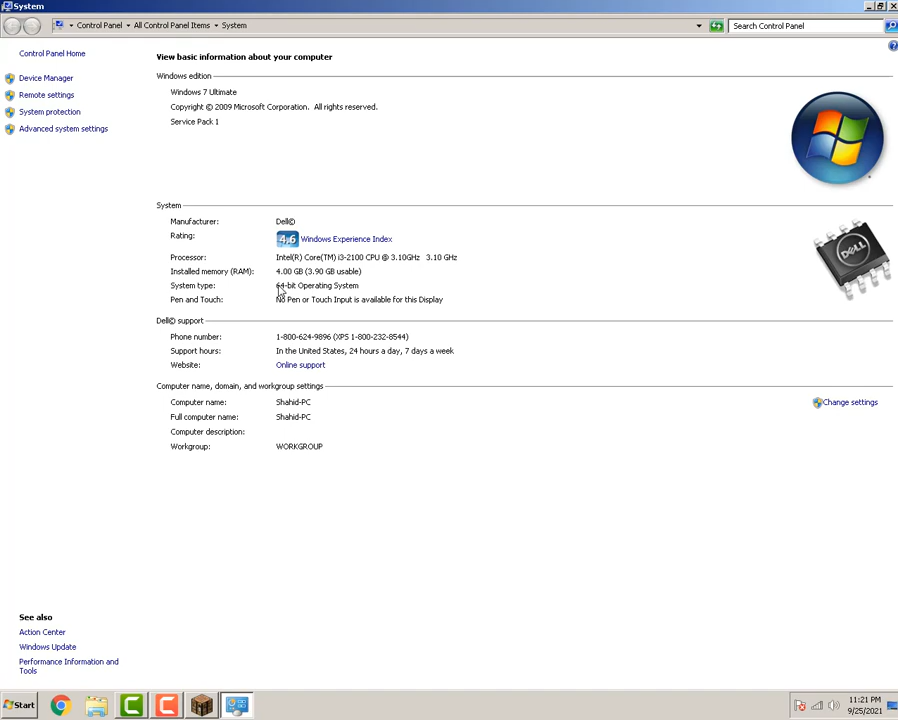 System
Control Panel ▸ All Control Panel Items ▸ System
Search Control Panel
Control Panel Home
Device Manager
Remote settings
System protection
Advanced system settings
View basic information about your computer
Windows edition
Windows 7 Ultimate
Copyright © 2009 Microsoft Corporation. All rights reserved.
Service Pack 1
System
Manufacturer: Dell©
Rating: 4,6 Windows Experience Index
Processor: Intel(R) Core(TM) i3-2100 CPU @ 3.10GHz 3.10 GHz
Installed memory (RAM): 4.00 GB (3.90 GB usable)
System type: 64-bit Operating System
Pen and Touch: No Pen or Touch Input is available for this Display
DELL
Dell© support
Phone number: 1-800-624-9896 (XPS 1-800-232-8544)
Support hours: In the United States, 24 hours a day, 7 days a week
Website: Online support
Computer name, domain, and workgroup settings
Computer name: Shahid-PC
Change settings
Full computer name: Shahid-PC
Computer description:
Workgroup: WORKGROUP
See also
Action Center
Windows Update
Performance Information and
Tools
Start
11:21 PM
9/25/2021